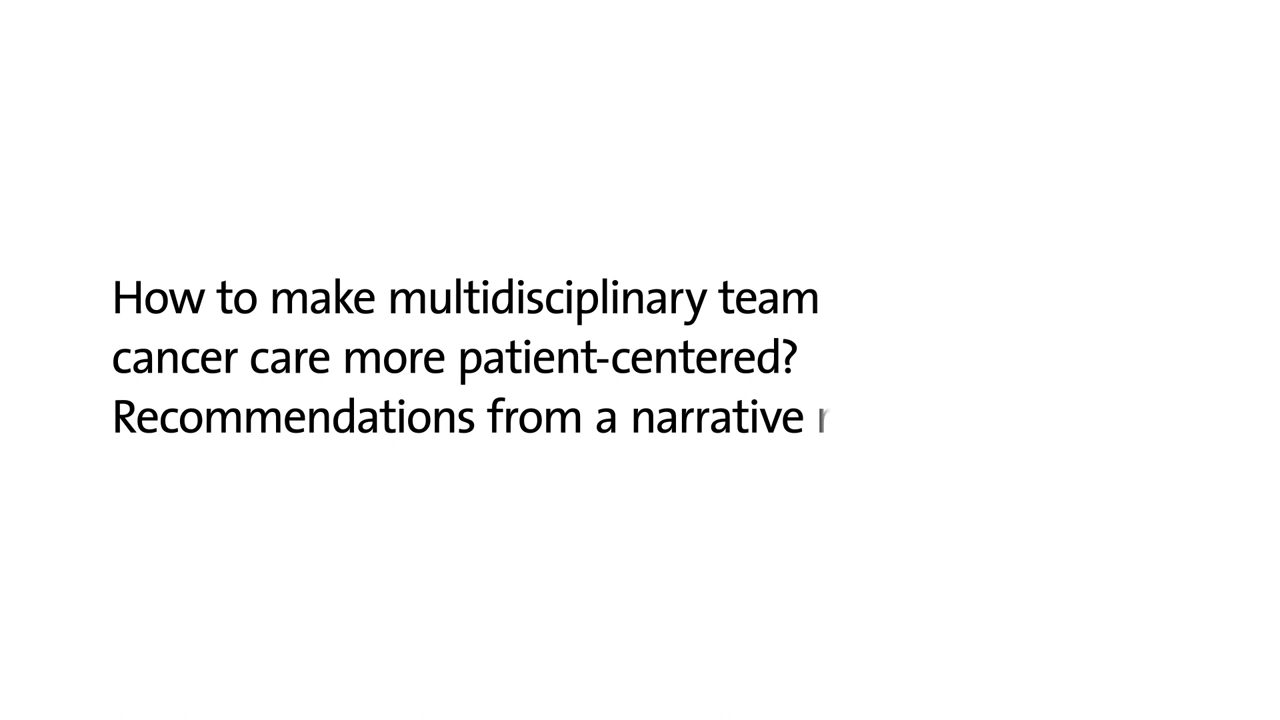 How to make multidisciplinary team
cancer care more patient-centered?
Recommendations from a narrative